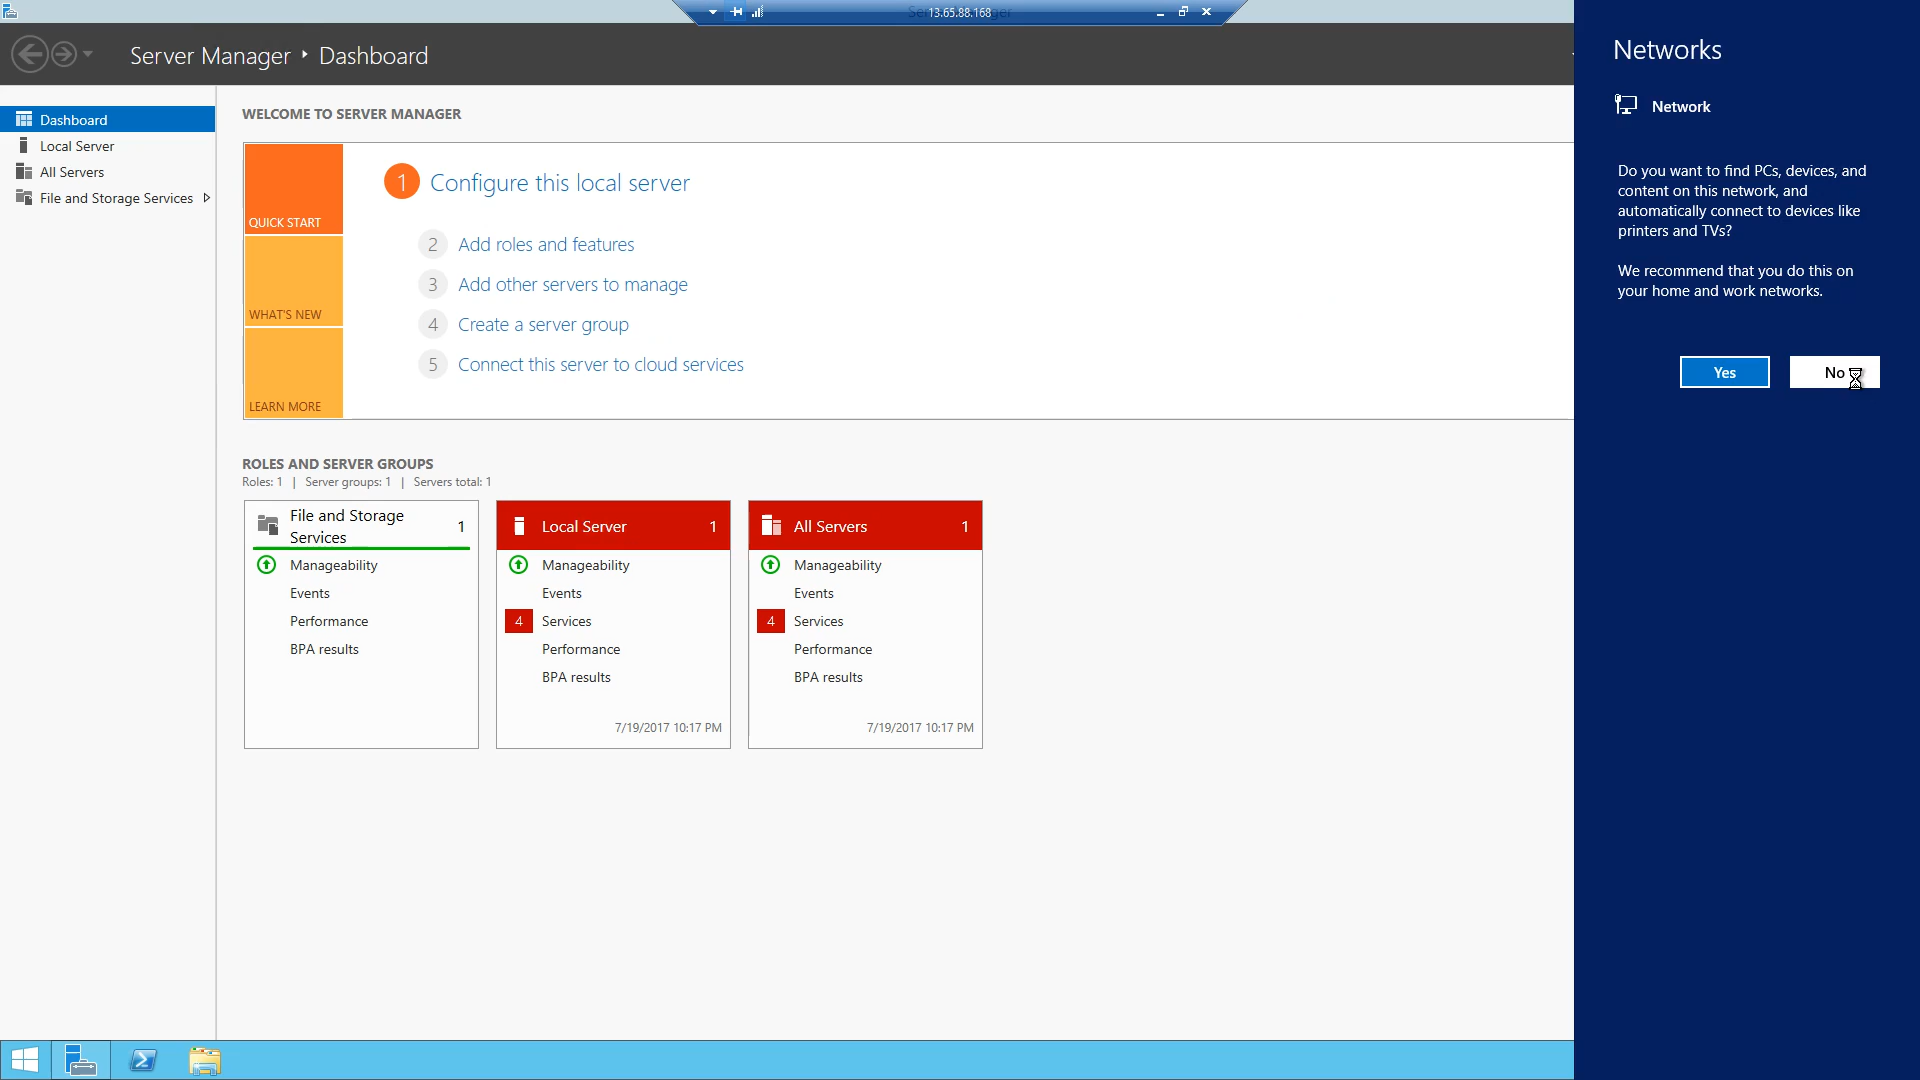 13.65.88.168
Server Manager
Dashboard
Dashboard
Local Server
All Servers
File and Storage Services
WELCOME TO SERVER MANAGER
QUICK START
WHAT'S NEW
LEARN MORE
1 Configure this local server
2 Add roles and features
3 Add other servers to manage
4 Create a server group
5 Connect this server to cloud services
ROLES AND SERVER GROUPS
Roles: 1 | Server groups: 1 | Servers total: 1
File and Storage
Services
1
Manageability
Events
Performance
BPA results
Local Server 1
Manageability
Events
4 Services
Performance
BPA results
7/19/2017 10:17 PM
All Servers 1
Manageability
Events
4 Services
Performance
BPA results
7/19/2017 10:17 PM
Networks
Network
Do you want to find PCs, devices, and
content on this network, and
automatically connect to devices like
printers and TVs?
We recommend that you do this on
your home and work networks.
Yes
No